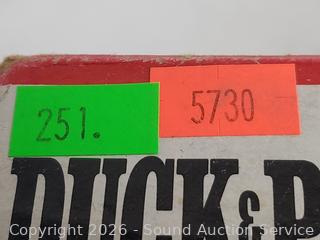 251.
5730
DUCK & P
Copyright 2026 - Sound Auction Service